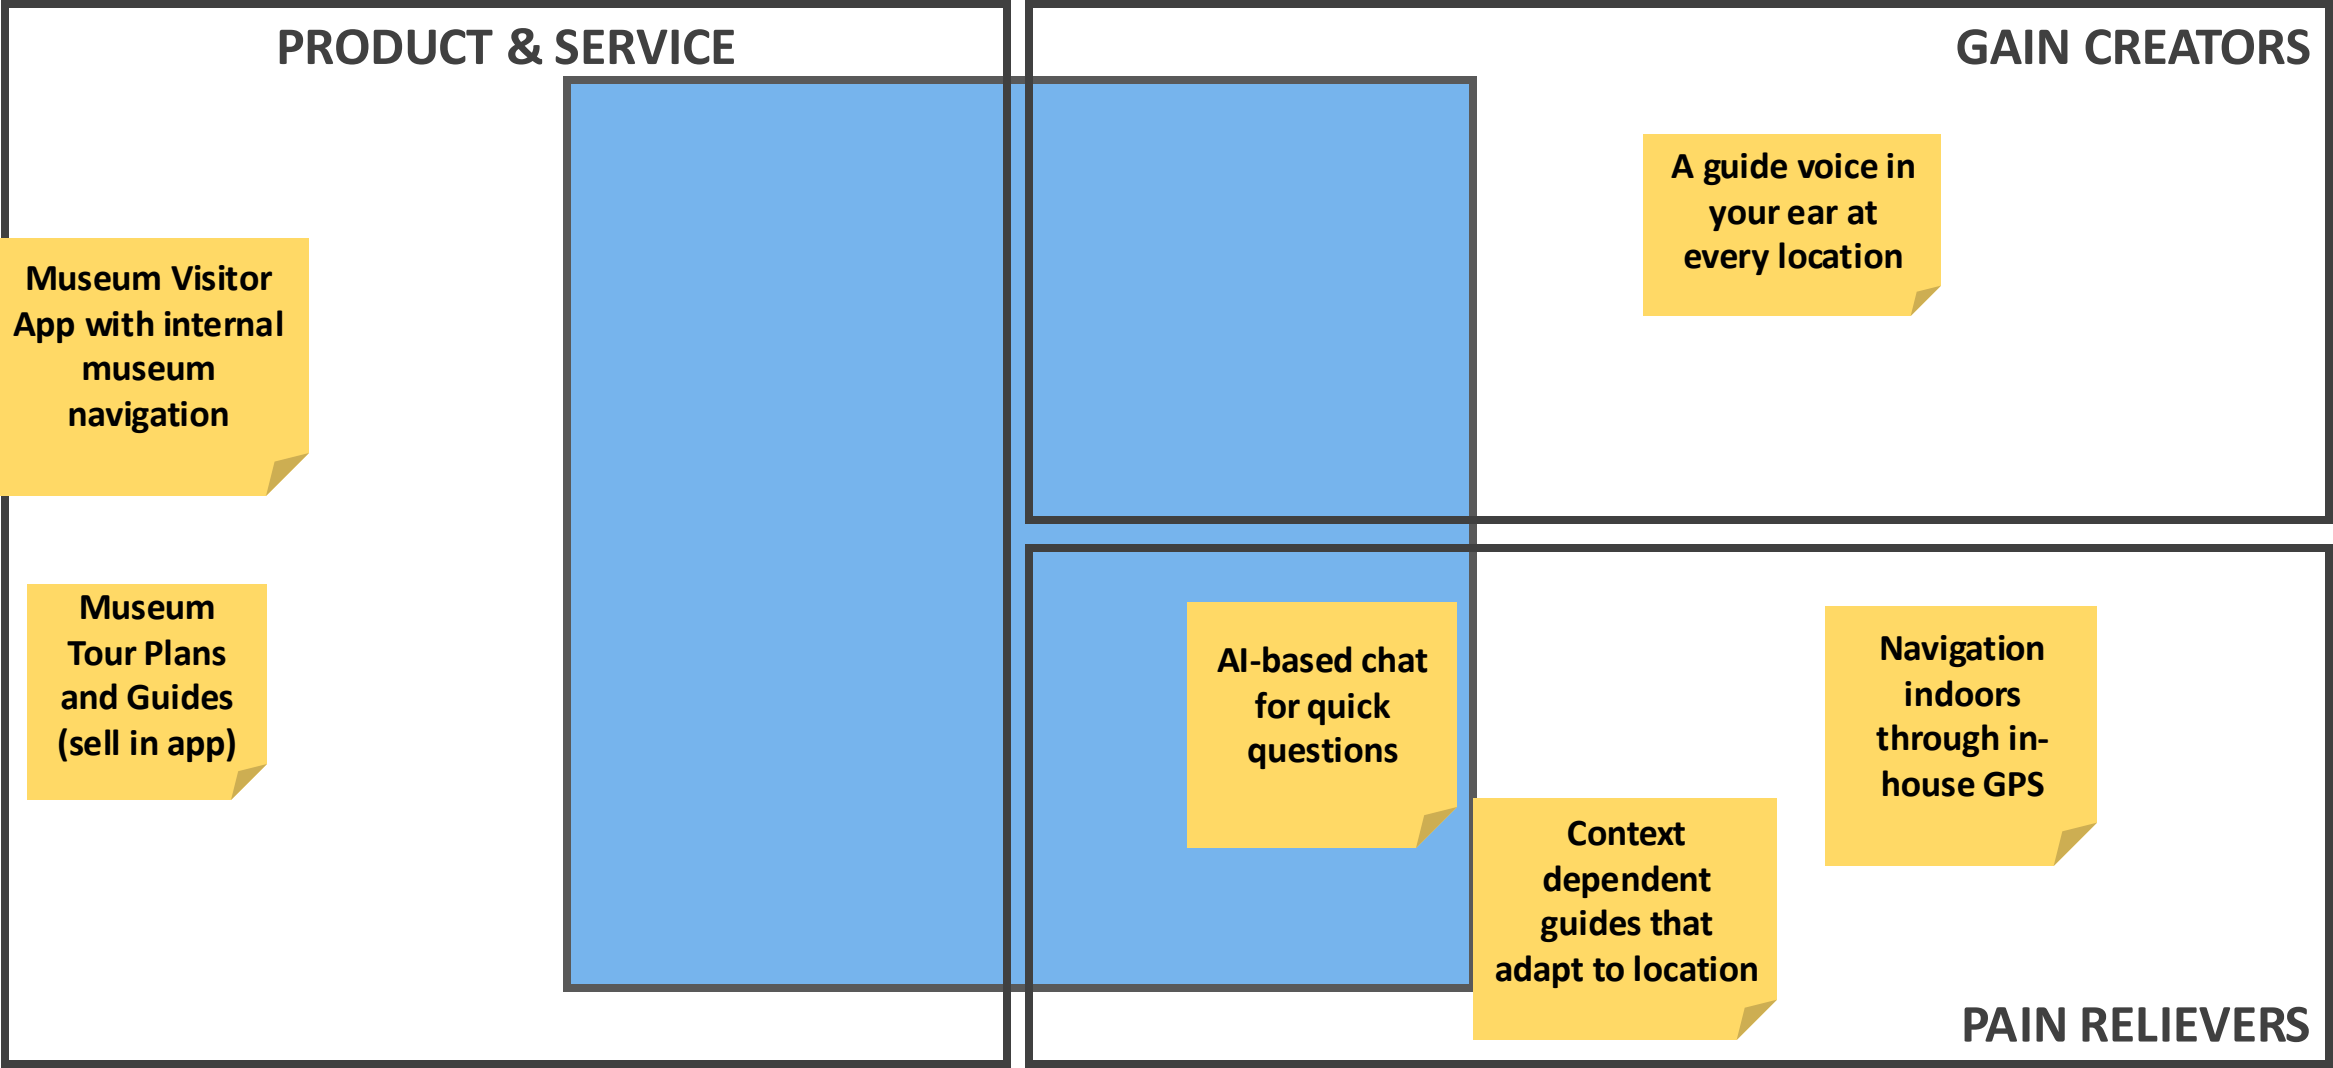 PRODUCT & SERVICE
Museum Visitor
App with internal
museum
navigation
Museum
Tour Plans
and Guides
(sell in app)
GAIN CREATORS
A guide voice in
your ear at
every location
AI-based chat
for quick
questions
Context
dependent
guides that
adapt to location
Navigation
indoors
through in-
house GPS
PAIN RELIEVERS